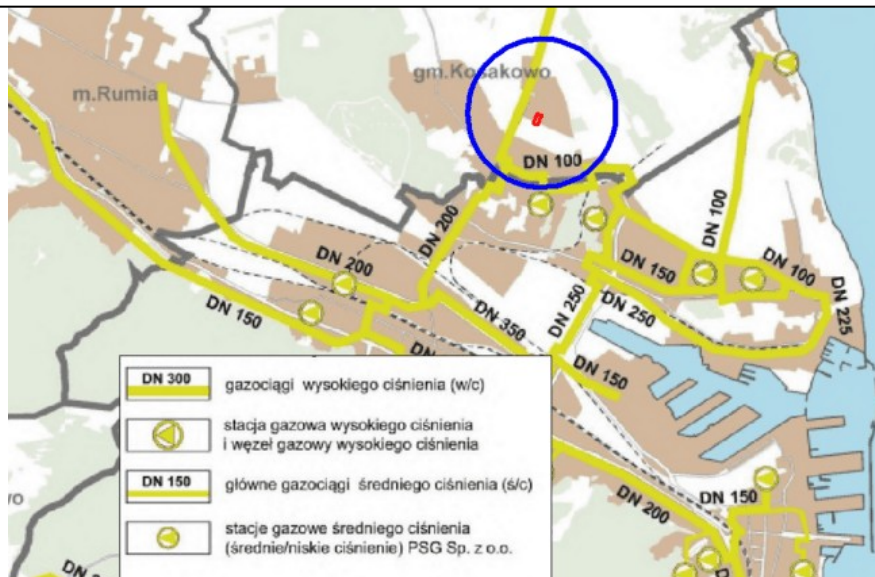 gm.Kosakowo
m.Rumia
DN 100
DN 200
DN 100
DN 200
DN 150
DN 100
DN 150
DN 350
DN 250
DN 250
DN 225
DN 150
DN 300
gazociągi wysokiego ciśnienia (w/c)
stacja gazowa wysokiego ciśnienia
i węzeł gazowy wysokiego ciśnienia
DN 150
główne gazociągi średniego ciśnienia (ś/c)
stacje gazowe średniego ciśnienia
(średnie/niskie ciśnienie) PSG Sp. z o.o.
DN 200
DN 150